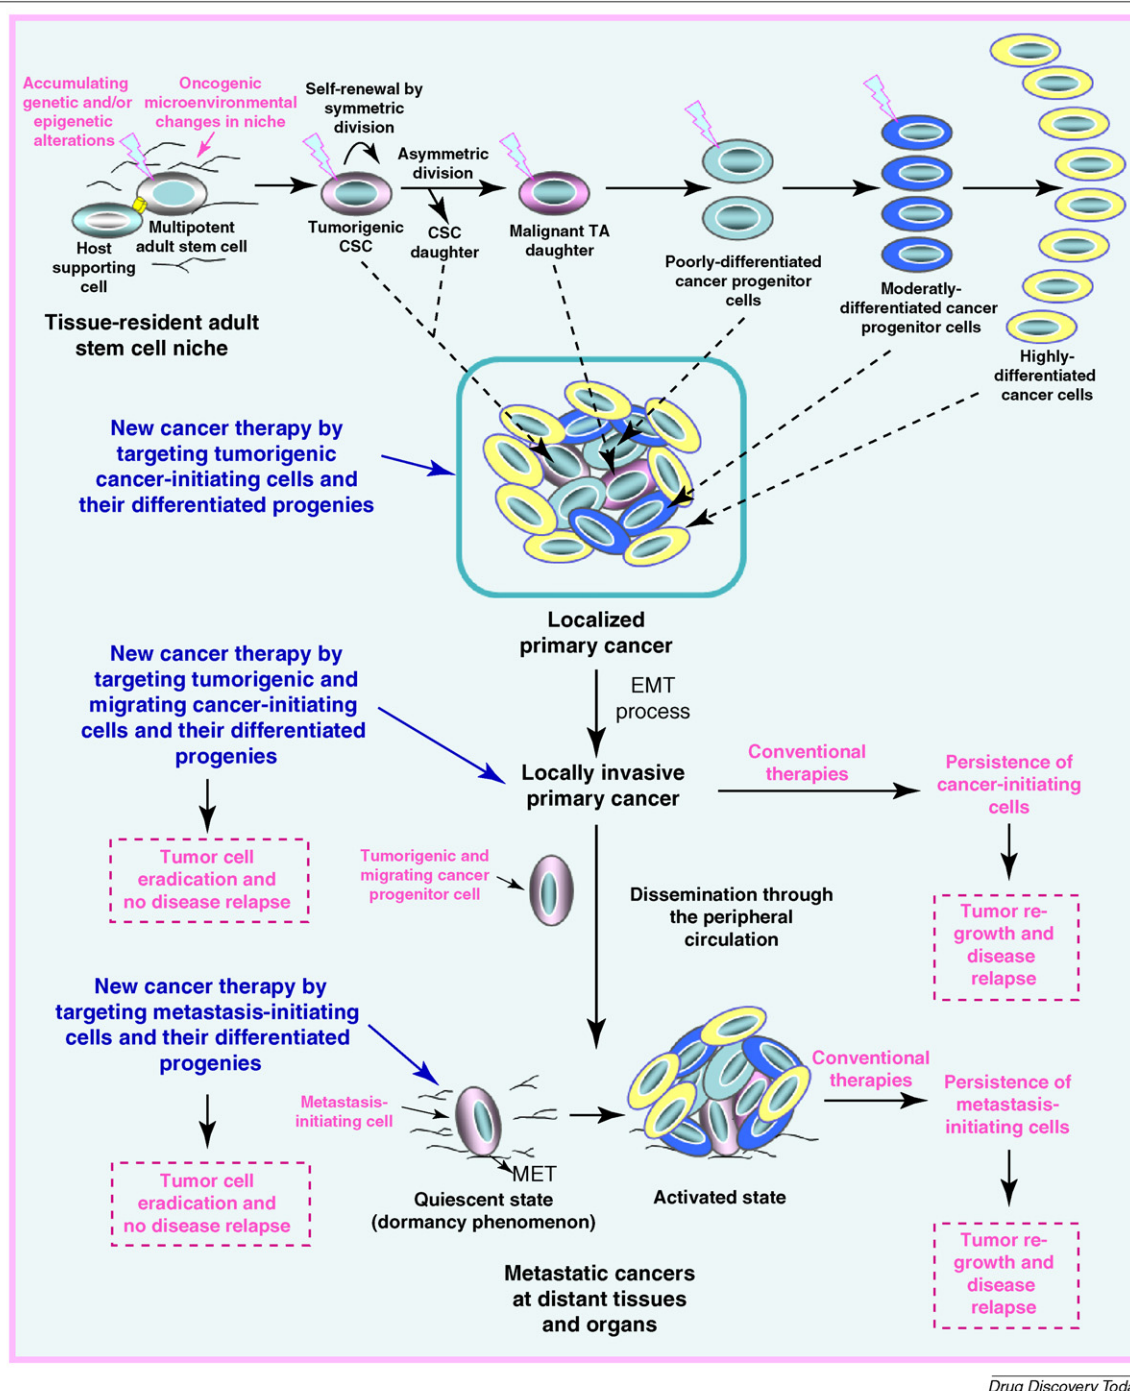 Accumulating
genetic and/or
epigenetic
alterations
Oncogenic
microenvironmental
changes in niche
Self-renewal by
symmetric
division
Asymmetric
division
Host
supporting
cell
Multipotent
adult stem cell
Tumorigenic
CSC
CSC
daughter
Malignant TA
daughter
Poorly-differentiated
cancer progenitor
cells
Moderatly-
differentiated cancer
progenitor cells
Highly-
differentiated
cancer cells
Tissue-resident adult
stem cell niche
New cancer therapy by
targeting tumorigenic
cancer-initiating cells and
their differentiated progenies
Localized
primary cancer
EMT
process
New cancer therapy by
targeting tumorigenic and
migrating cancer-initiating
cells and their differentiated
progenies
Locally invasive
primary cancer
Conventional
therapies
Persistence of
cancer-initiating
cells
Tumor cell
eradication and
no disease relapse
Tumorigenic and
migrating cancer
progenitor cell
Dissemination through
the peripheral
circulation
Tumor re-
growth and
disease
relapse
New cancer therapy by
targeting metastasis-initiating
cells and their differentiated
progenies
Metastasis-
initiating cell
MET
Quiescent state
(dormancy phenomenon)
Activated state
Conventional
therapies
Persistence of
metastasis-
initiating cells
Tumor cell
eradication and
no disease relapse
Tumor re-
growth and
disease
relapse
Metastatic cancers
at distant tissues
and organs
Drug Discovery